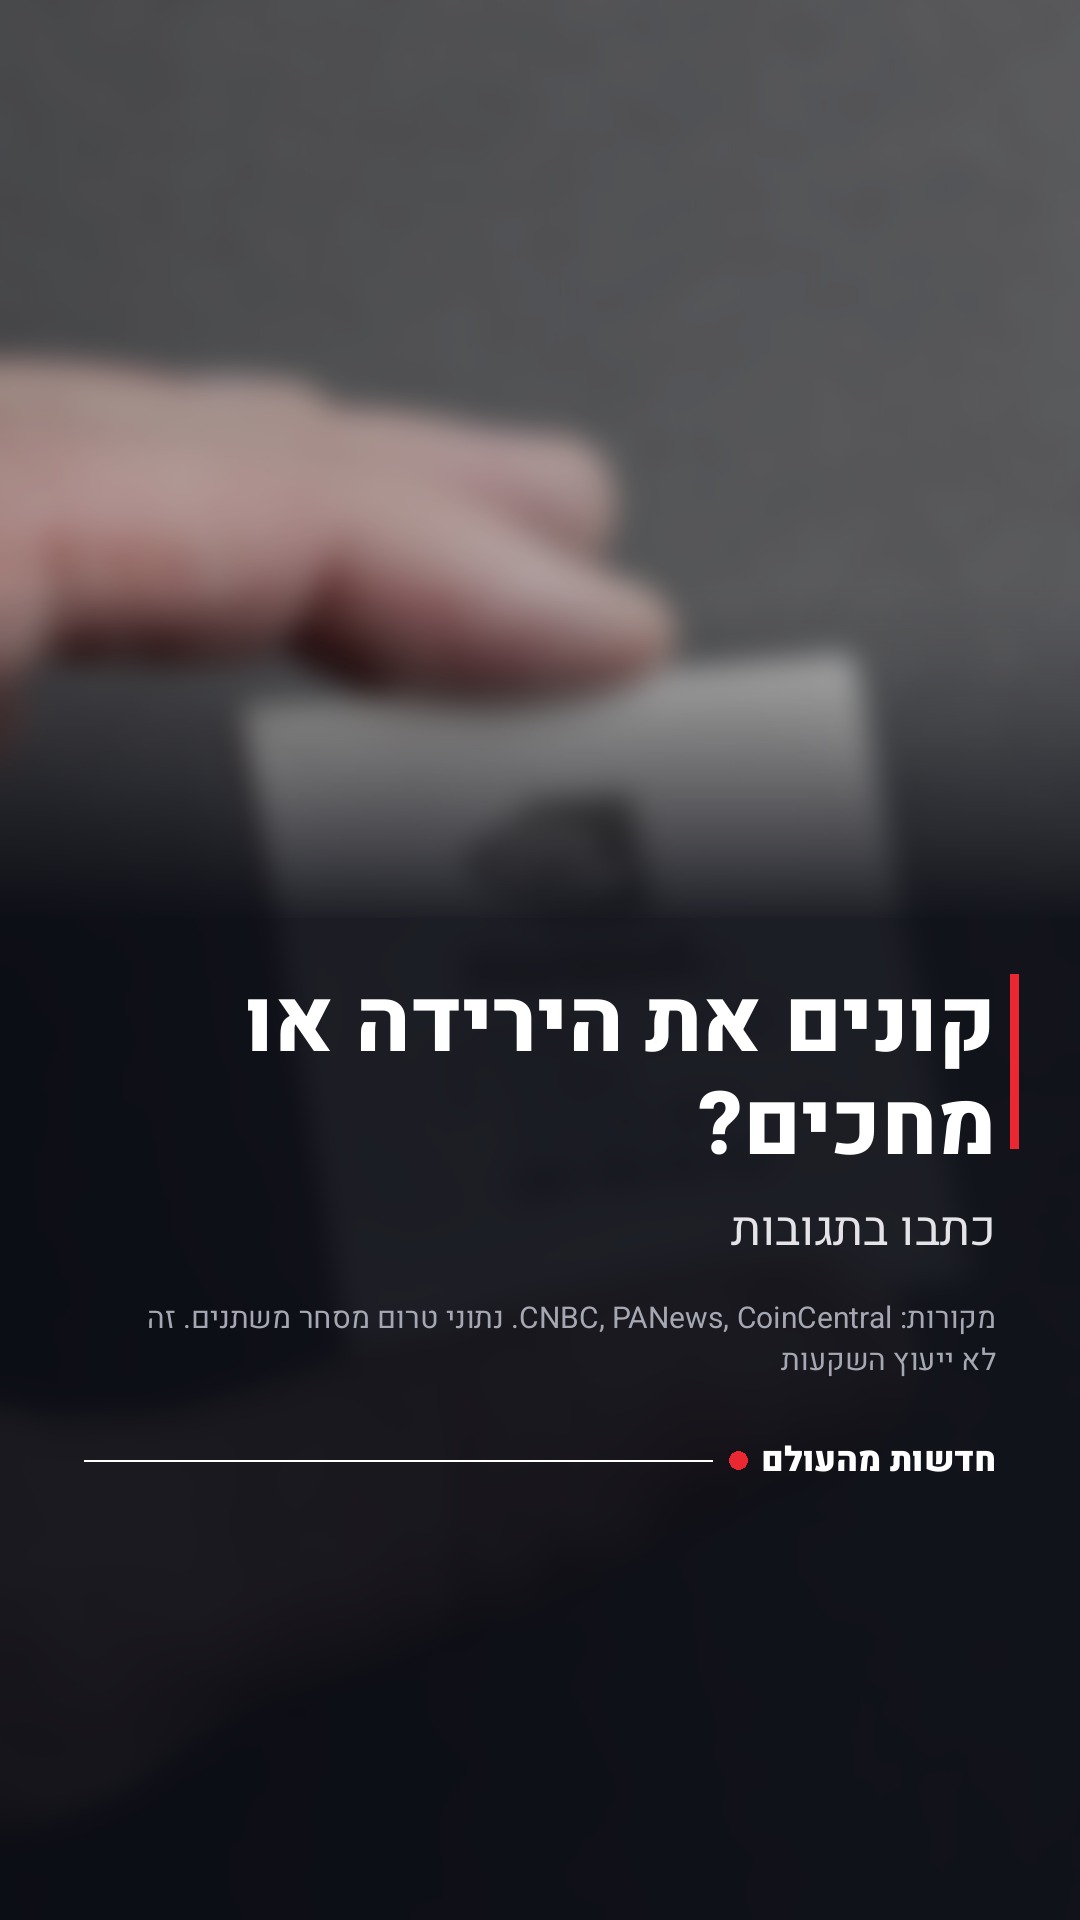 קונים את הירידה או
מחכים?
כתבו בתגובות
מקורות: CNBC, PANews, CoinCentral. נתוני טרום מסחר משתנים. זה
לא ייעוץ השקעות
חדשות מהעולם